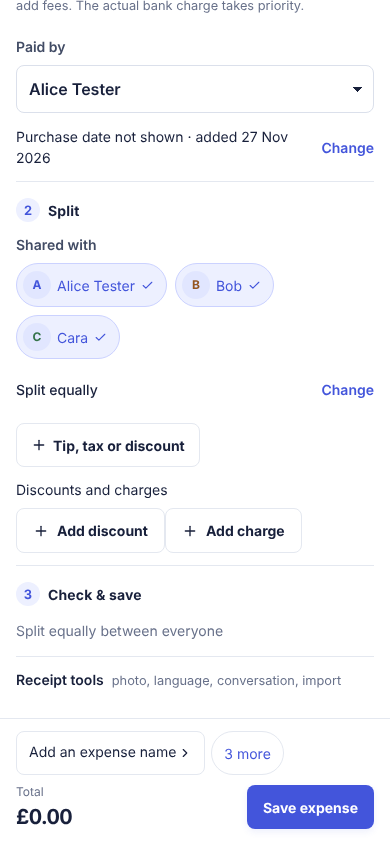 add fees. The actual bank charge takes priority.
Paid by
Alice Tester
Purchase date not shown · added 27 Nov
2026
Change
2 Split
Shared with
A Alice Tester ✓ B Bob ✓
C Cara ✓
Split equally Change
+ Tip, tax or discount
Discounts and charges
+ Add discount + Add charge
3 Check & save
Split equally between everyone
Receipt tools photo, language, conversation, import
Add an expense name > 3 more
Total
£0.00
Save expense